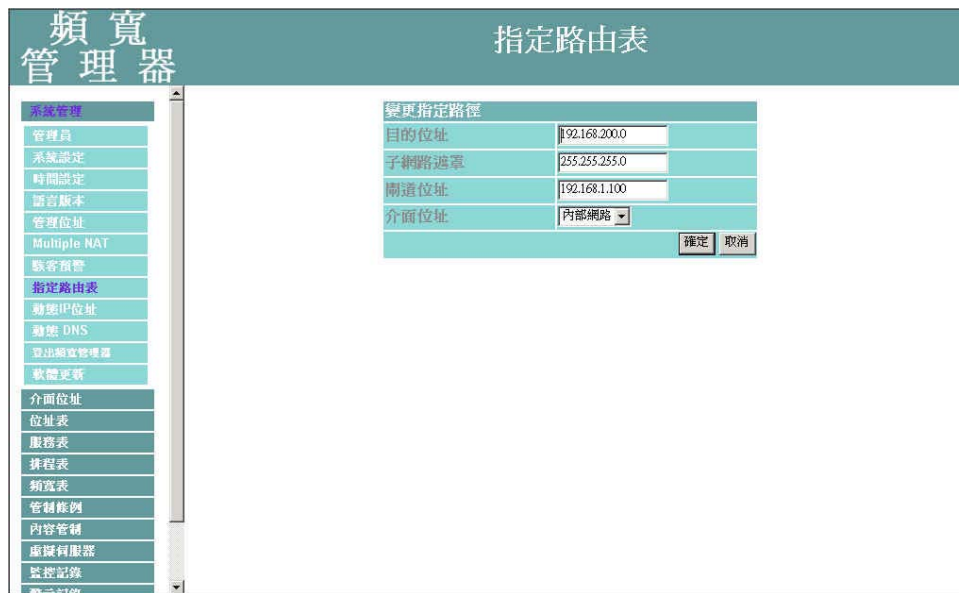 頻 寬
管 理 器
指定路由表
系統管理
管理員
系統設定
時間設定
語言版本
管理位址
Multiple NAT
駭客預警
指定路由表
動態IP位址
動態 DNS
登出頻寬管理器
軟體更新
介面位址
位址表
服務表
排程表
頻寬表
管制條例
內容管制
虛擬伺服器
監控記錄
警示記錄
變更指定路徑
目的位址 192.168.200.0
子網路遮罩 255.255.255.0
閘道位址 192.168.1.100
介面位址 內部網路
確定 取消